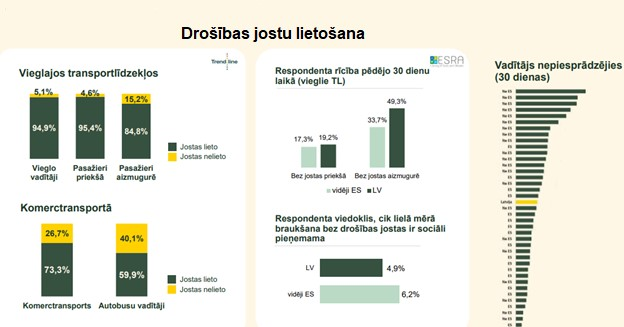 Drošības jostu lietošana
Trendline
Vieglajos transportlīdzekļos
5,1%
4,6%
15,2%
94,9%
95,4%
84,8%
Jostas lieto
Jostas nelieto
Vieglo vadītāji
Pasažieri priekšā
Pasažieri aizmugurē
Komerctransportā
26,7%
40,1%
73,3%
59,9%
Jostas lieto
Jostas nelieto
Komerctransports
Autobusu vadītāji
ESRA
Respondenta rīcība pēdējo 30 dienu
laikā (vieglie TL)
49,3%
33,7%
17,3%
19,2%
Bez jostas priekšā
Bez jostas aizmugurē
vidēji ES
LV
Respondenta viedoklis, cik lielā mērā
braukšana bez drošības jostas ir sociāli
pieņemama
LV
4,9%
vidēji ES
6,2%
Vadītājs nepiesprādzējies
(30 dienas)
Latvija